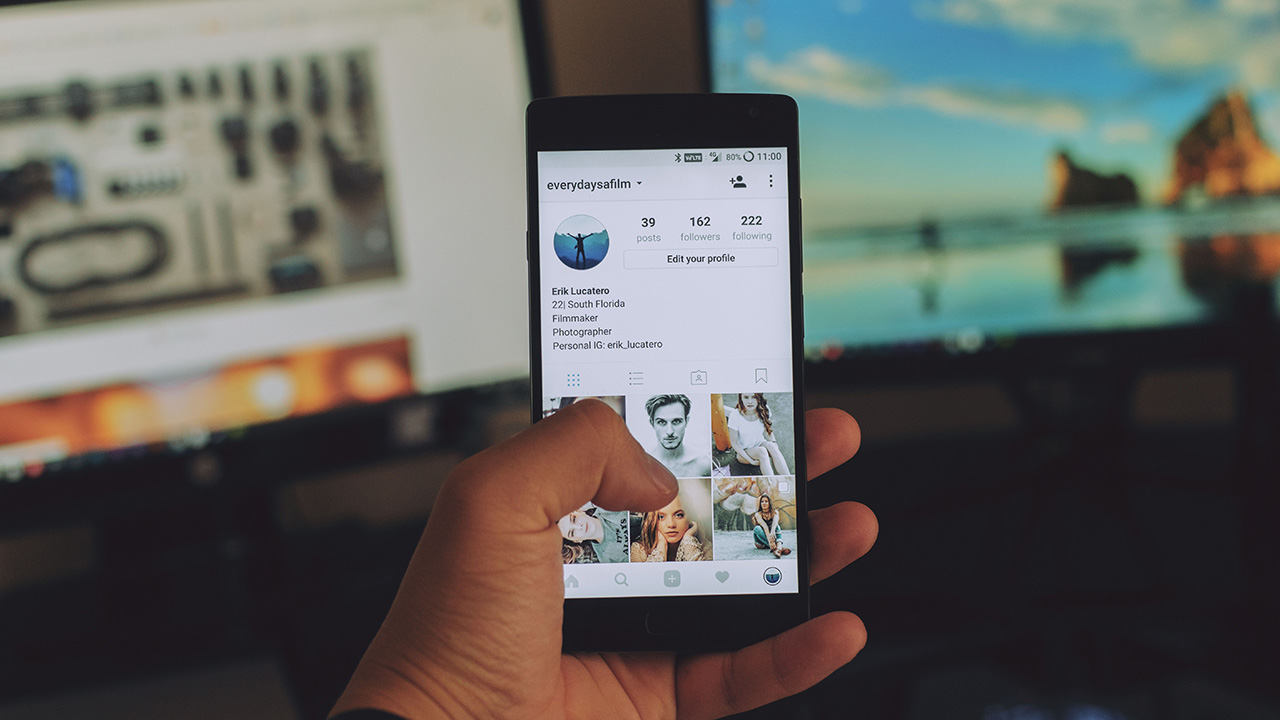 VoLTE 4G 80% 11:00
everydaysafilm
39 162 222
posts followers following
Edit your profile
Erik Lucatero
22| South Florida
Filmmaker
Photographer
Personal IG: erik_lucatero
ALWAYS